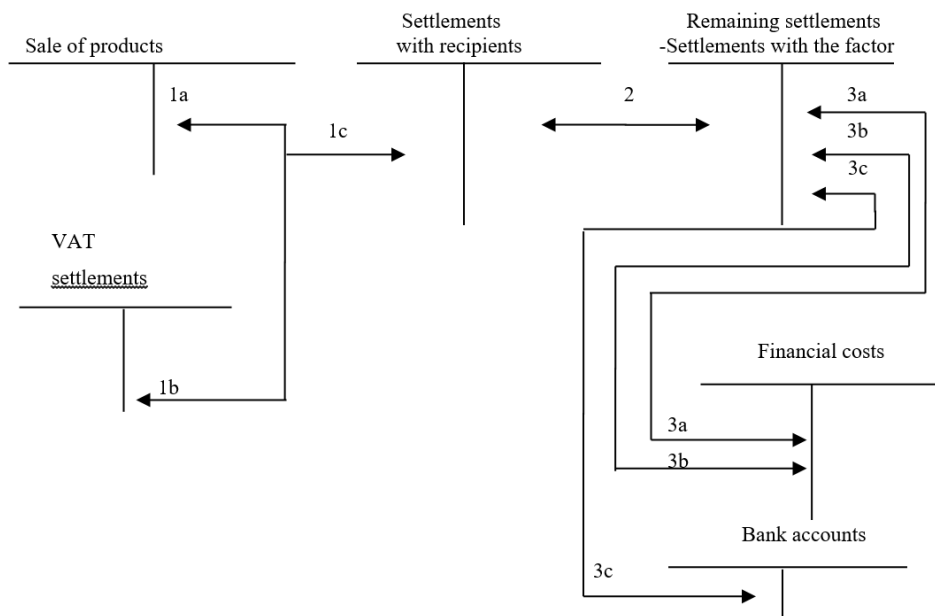 Sale of products
Settlements
with recipients
Remaining settlements
-Settlements with the factor
1a
1c
2
3a
3b
3c
VAT
settlements
1b
Financial costs
3a
3b
Bank accounts
3c